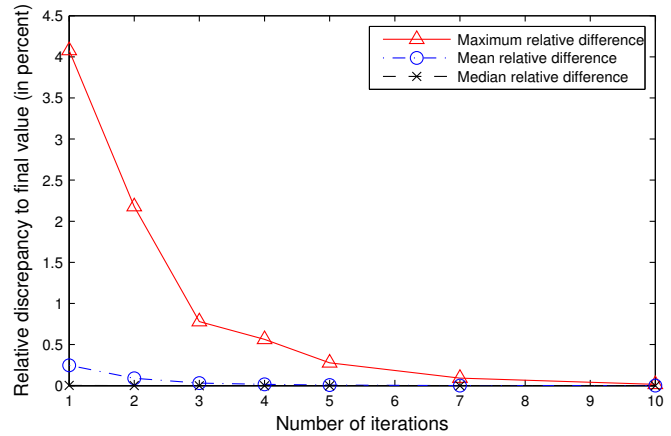 Relative discrepancy to final value (in percent)
4.5
4
3.5
3
2.5
2
1.5
1
0.5
0
Maximum relative difference
Mean relative difference
Median relative difference
1 2 3 4 5 6 7 8 9 10
Number of iterations